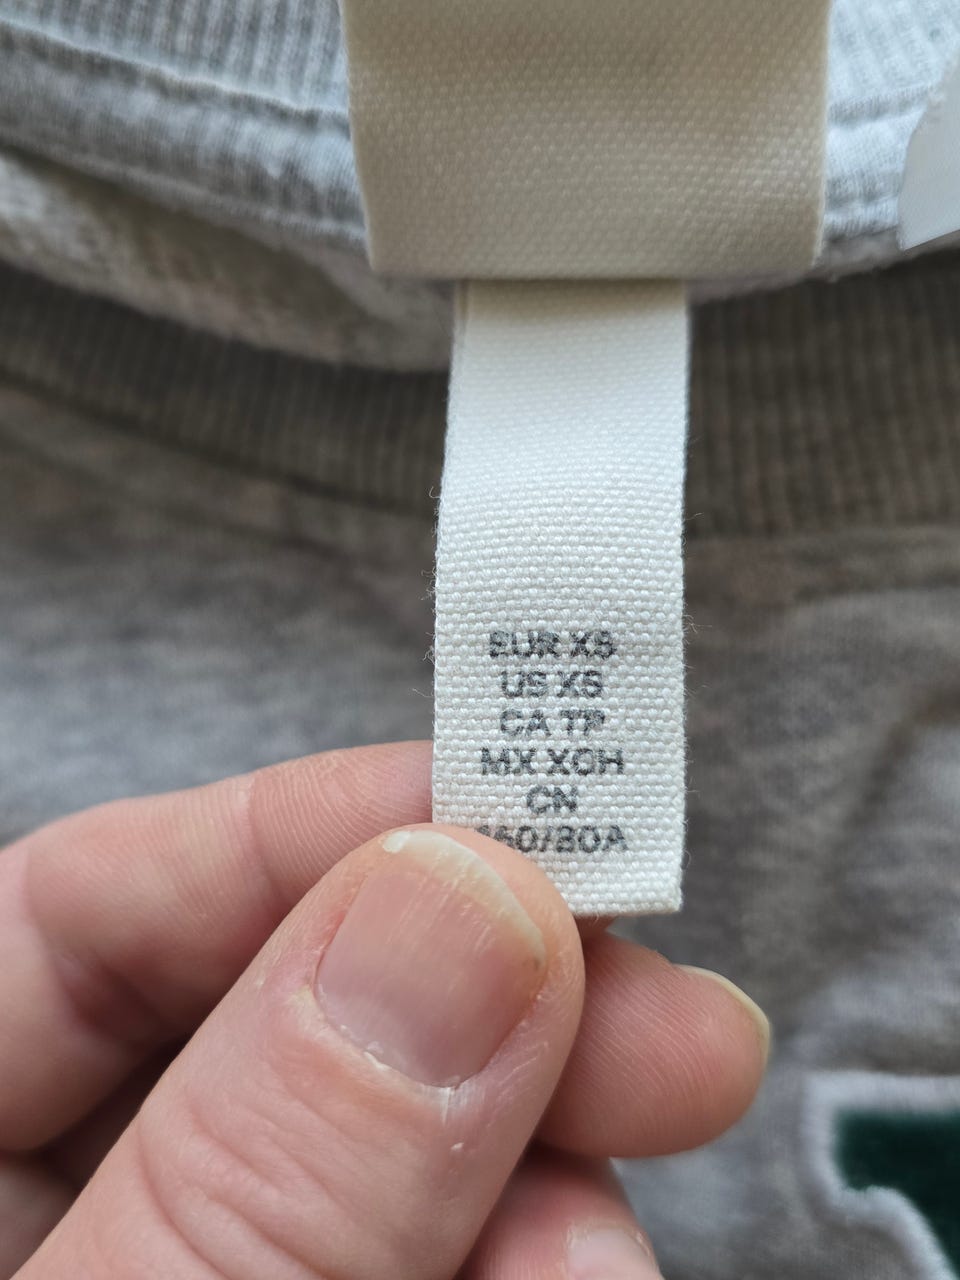 EUR XS
US XS
CA TP
MX XCH
CN
160/80A